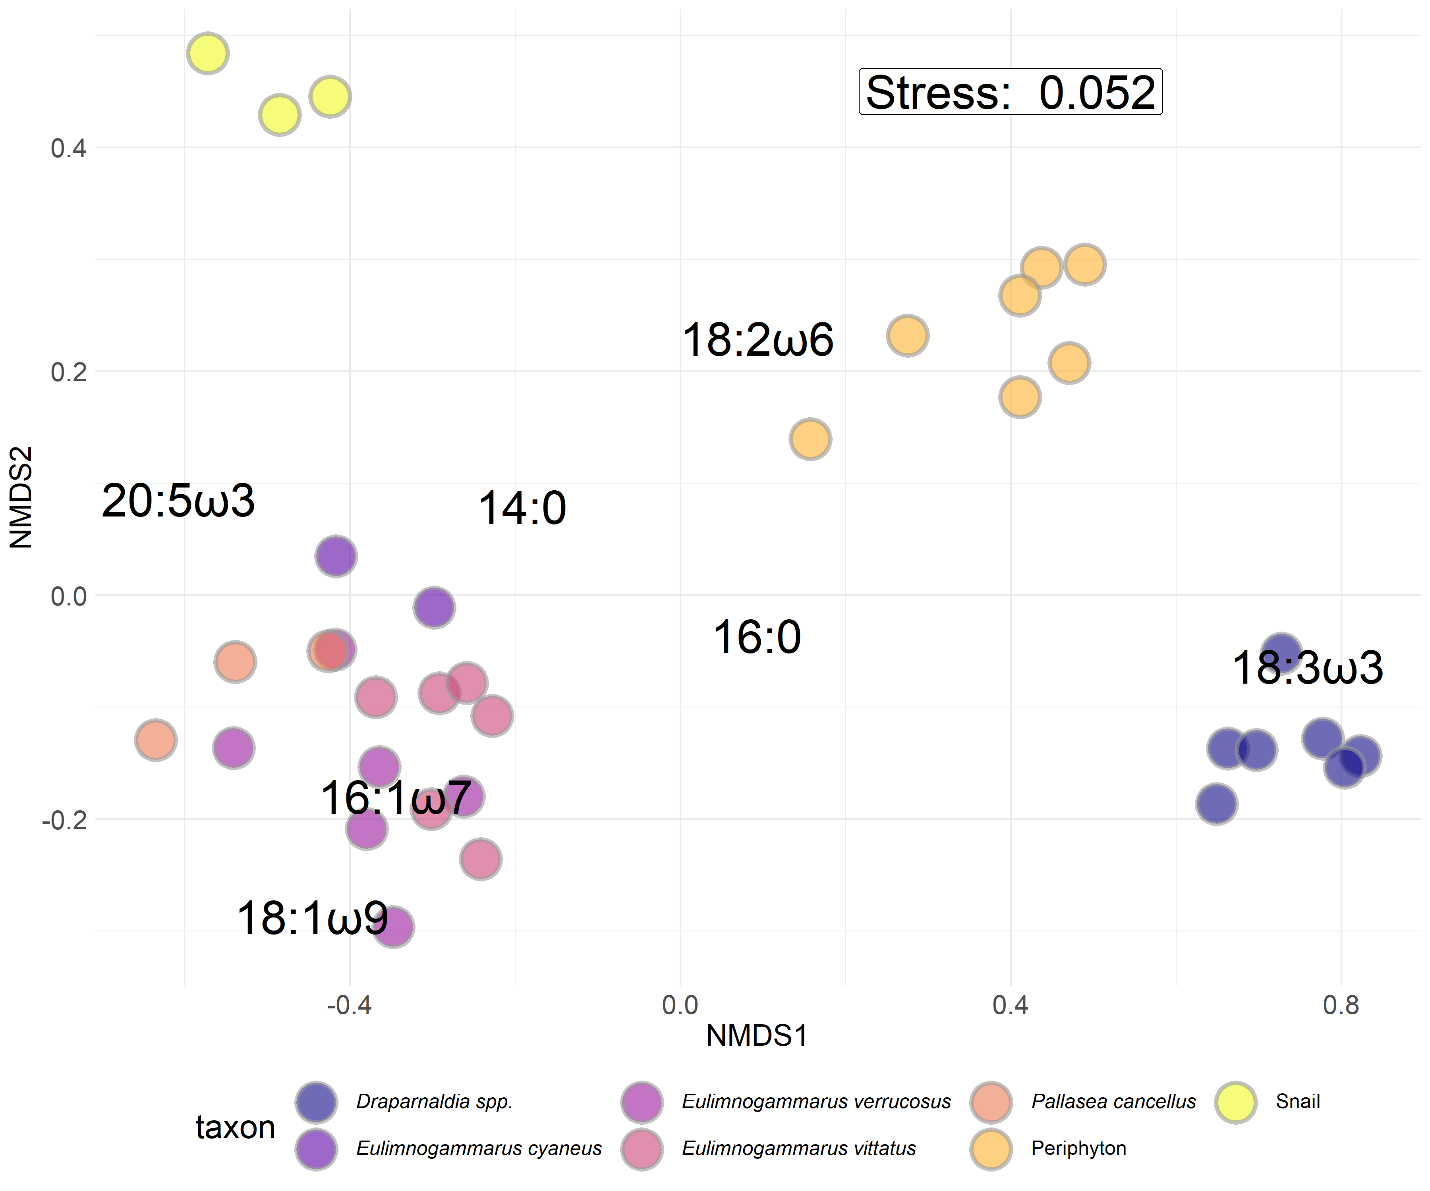 Stress:  0.052
0.4
18:2ω6
0.2
20:5ω3
14:0
NMDS2
0.0
16:0
18:3ω3
16:1ω7
-0.2
18:1ω9
-0.4 0.0 0.4 0.8
NMDS1
taxon
Draparnaldia spp. Eulimnogammarus verrucosus Pallasea cancellus Snail
Eulimnogammarus cyaneus Eulimnogammarus vittatus Periphyton